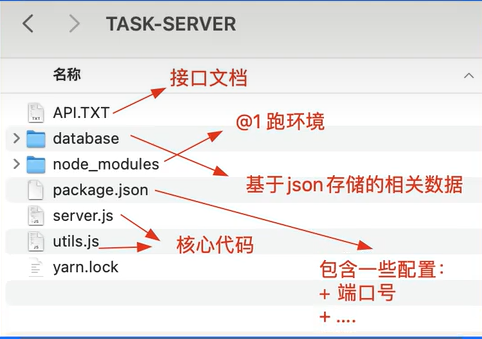 TASK-SERVER
名称
接口文档
API.TXT
@1 跑环境
database
node_modules
基于json存储的相关数据
package.json
server.js
utils.js
核心代码
yarn.lock
包含一些配置：
+ 端口号
+ ....